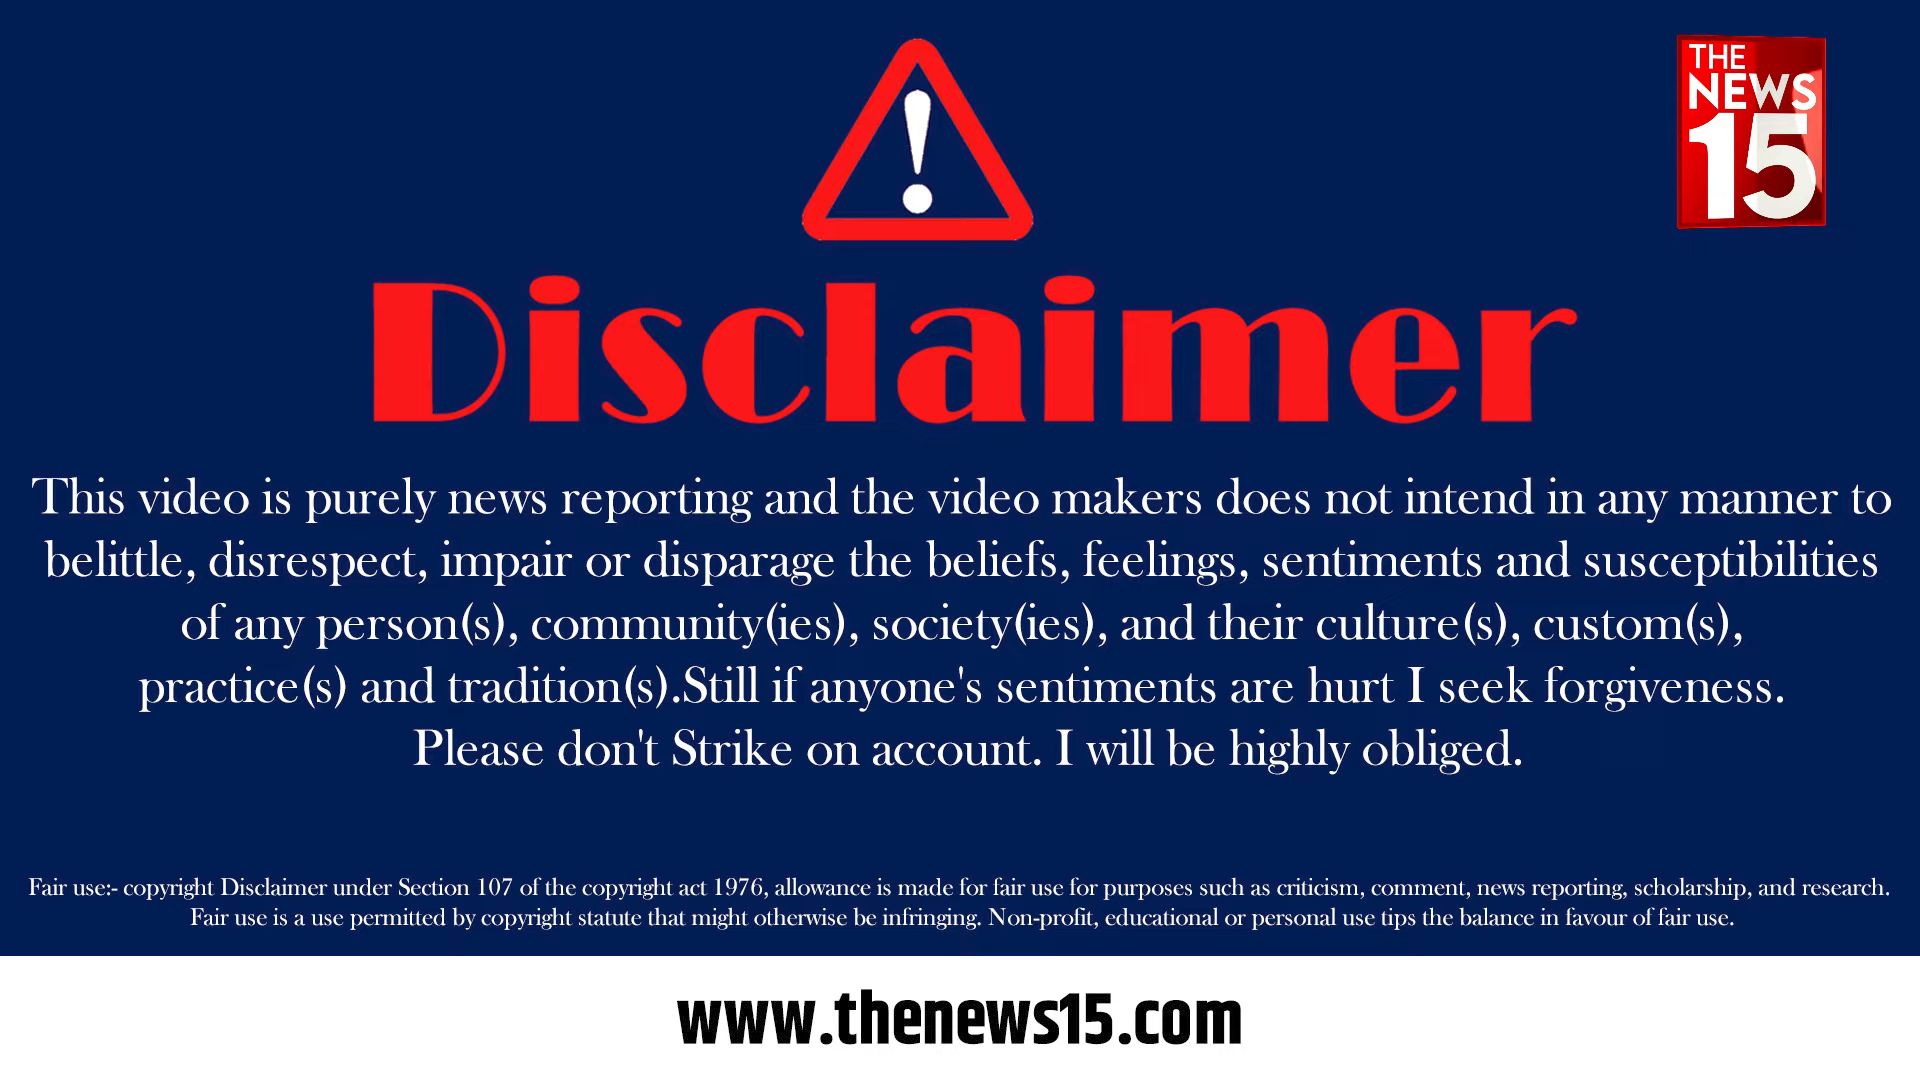 THE
NEWS
15
Disclaimer
This video is purely news reporting and the video makers does not intend in any manner to
belittle, disrespect, impair or disparage the beliefs, feelings, sentiments and susceptibilities
of any person(s), community(ies), society(ies), and their culture(s), custom(s),
practice(s) and tradition(s).Still if anyone's sentiments are hurt I seek forgiveness.
Please don't Strike on account. I will be highly obliged.
Fair use:- copyright Disclaimer under Section 107 of the copyright act 1976, allowance is made for fair use for purposes such as criticism, comment, news reporting, scholarship, and research.
Fair use is a use permitted by copyright statute that might otherwise be infringing. Non-profit, educational or personal use tips the balance in favour of fair use.
www.thenews15.com